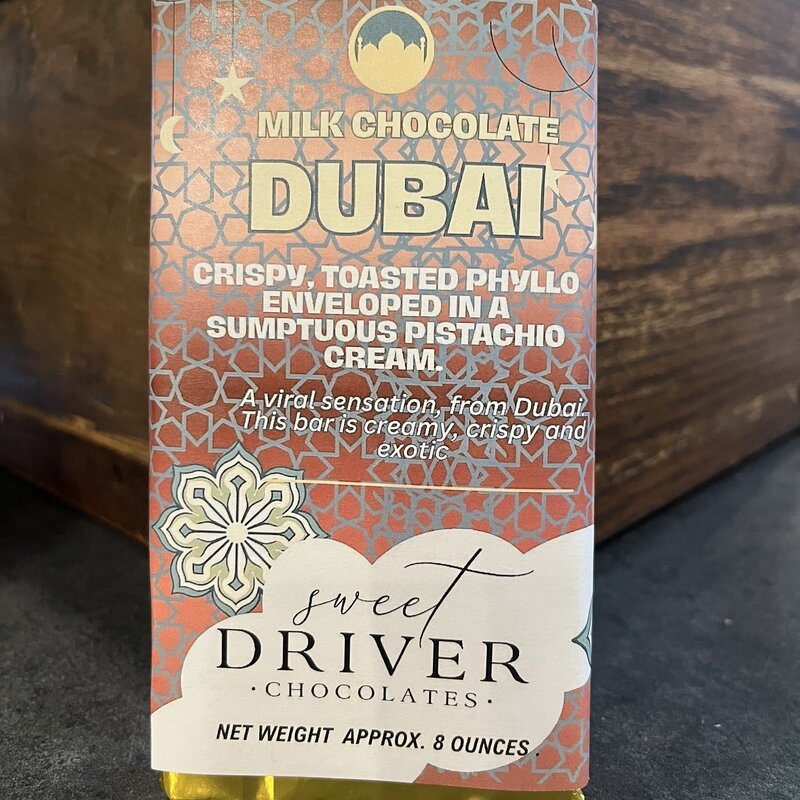 MILK CHOCOLATE
DUBAI
CRISPY, TOASTED PHYLLO
ENVELOPED IN A
SUMPTUOUS PISTACHIO
CREAM.
A viral sensation, from Dubai.
This bar is creamy, crispy and
exotic
sweet
DRIVER
·CHOCOLATES·
NET WEIGHT APPROX. 8 OUNCES.